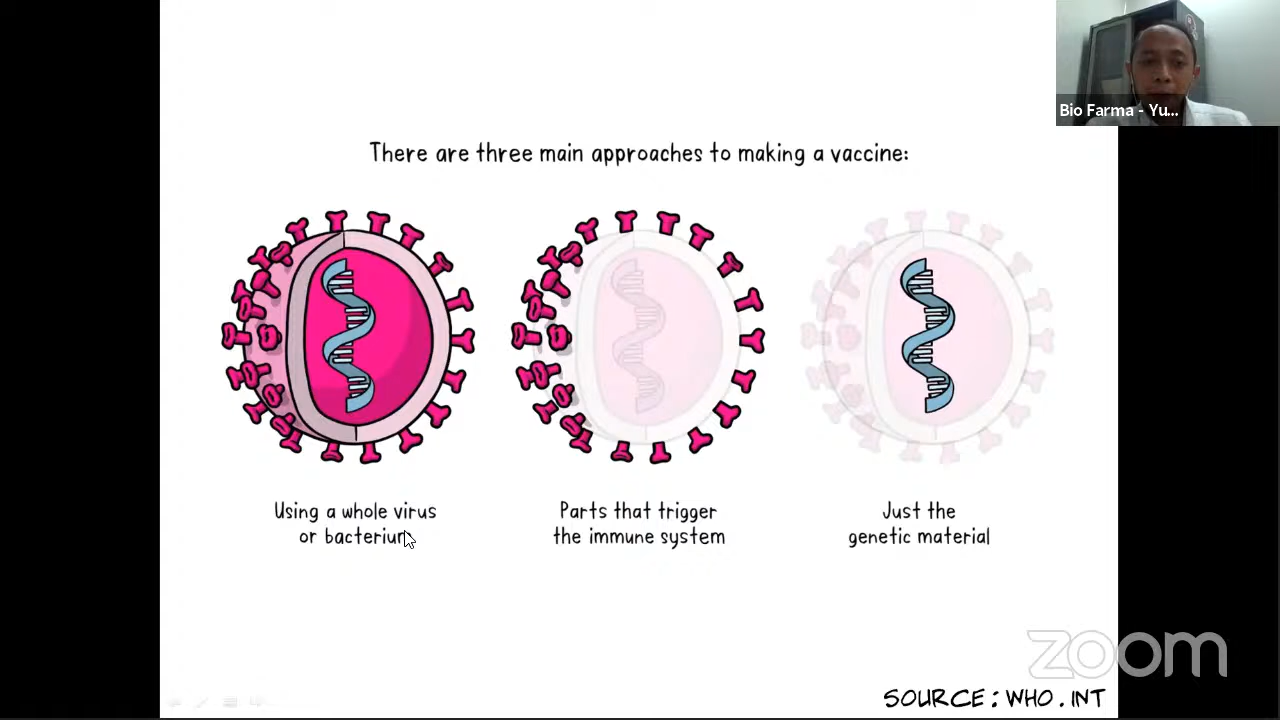 Bio Farma - Yu...
There are three main approaches to making a vaccine:
Using a whole virus
or bacterium
Parts that trigger
the immune system
Just the
genetic material
zoom
SOURCE: WHO.INT